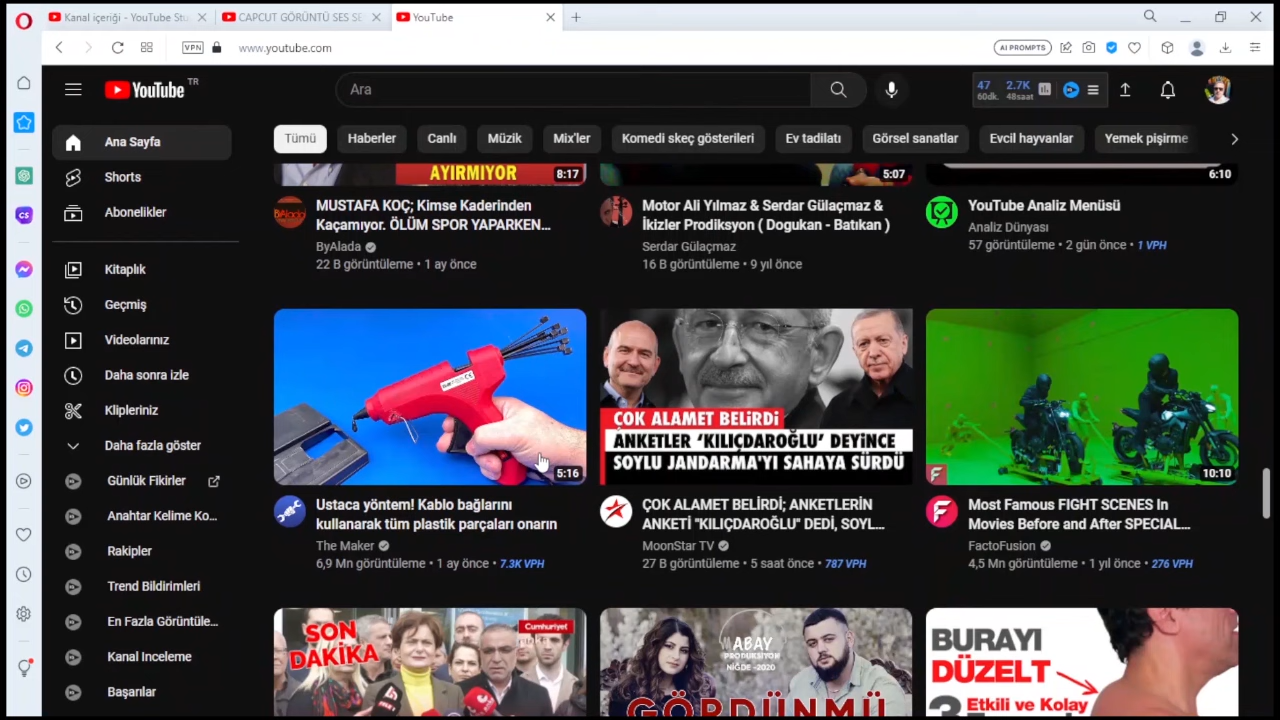 Kanal içeriği - YouTube Stu
CAPCUT GÖRÜNTÜ SES SE
YouTube
VPN
www.youtube.com
AI PROMPTS
YouTube TR
Ara
47
60dk.
2.7K
48saat
Tümü
Haberler
Canlı
Müzik
Mix'ler
Komedi skeç gösterileri
Ev tadilatı
Görsel sanatlar
Evcil hayvanlar
Yemek pişirme
Ana Sayfa
Shorts
Abonelikler
Kitaplık
Geçmiş
Videolarınız
Daha sonra izle
Klipleriniz
Daha fazla göster
Günlük Fikirler
Anahtar Kelime Ko...
Rakipler
Trend Bildirimleri
En Fazla Görüntüle...
Kanal Inceleme
Başarılar
AYIRMIYOR
8:17
MUSTAFA KOÇ; Kimse Kaderinden
Kaçamıyor. ÖLÜM SPOR YAPARKEN...
ByAlada
22 B görüntüleme • 1 ay önce
5:07
Motor Ali Yılmaz & Serdar Gülaçmaz &
İkizler Prodiksyon ( Dogukan - Batıkan )
Serdar Gülaçmaz
16 B görüntüleme • 9 yıl önce
6:10
YouTube Analiz Menüsü
Analiz Dünyası
57 görüntüleme • 2 gün önce • 1 VPH
5:16
Ustaca yöntem! Kablo bağlarını
kullanarak tüm plastik parçaları onarın
The Maker
6,9 Mn görüntüleme • 1 ay önce • 7.3K VPH
ÇOK ALAMET BELİRDİ
ANKETLER ‘KILIÇDAROĞLU’ DEYİNCE
SOYLU JANDARMA'YI SAHAYA SÜRDÜ
ÇOK ALAMET BELİRDİ; ANKETLERİN
ANKETİ "KILIÇDAROĞLU" DEDİ, SOYL...
MoonStar TV
27 B görüntüleme • 5 saat önce • 787 VPH
10:10
Most Famous FIGHT SCENES In
Movies Before and After SPECIAL...
FactoFusion
4,5 Mn görüntüleme • 1 yıl önce • 276 VPH
SON
DAKİKA
Cumhuriyet
ABAY
PRODUKSİYON
NİĞDE -2020
GÖRDÜNMÜ
BURAYI
DÜZELT
Etkili ve Kolay